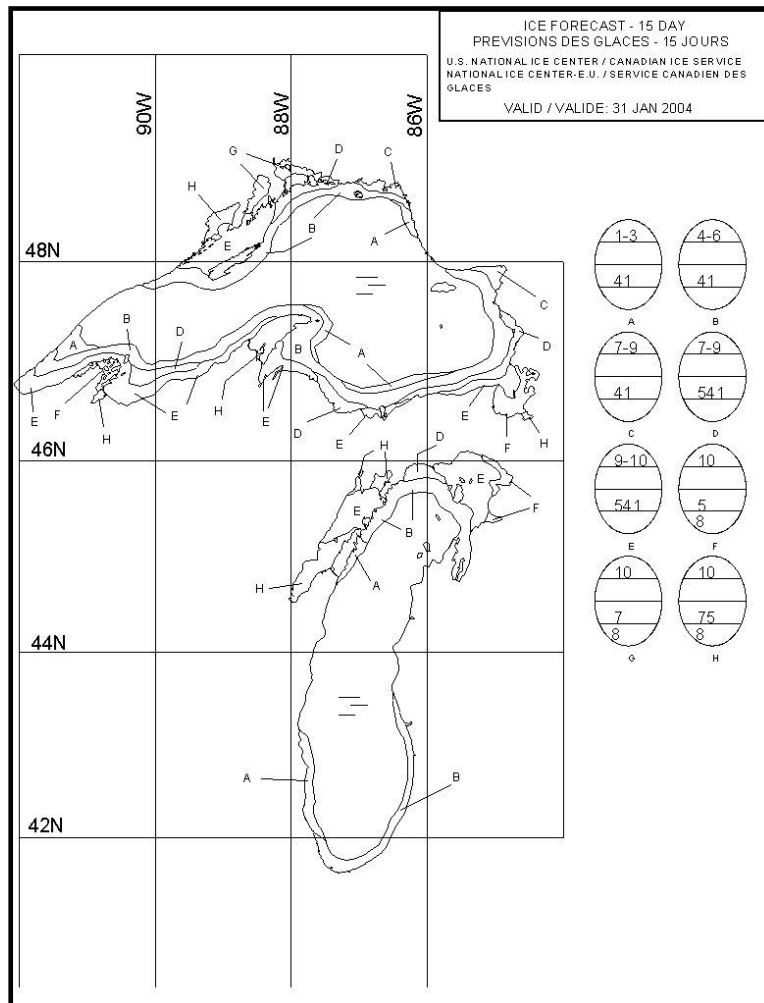 ICE FORECAST - 15 DAY
PREVISIONS DES GLACES - 15 JOURS
U.S. NATIONAL ICE CENTER / CANADIAN ICE SERVICE
NATIONAL ICE CENTER-E.U. / SERVICE CANADIEN DES
GLACES
VALID / VALIDE: 31 JAN 2004
90W
88W
86W
G
D
C
H
B
A
E
48N
C
B
D
A
A
D
B
H
E
F
E
H
E
H
E
D
E
F
H
46N
H
D
E
E
F
B
H
A
44N
A
B
42N
1-3
41
A
4-6
41
B
7-9
41
C
7-9
541
D
9-10
541
E
10
5
8
F
10
7
8
G
10
75
8
H